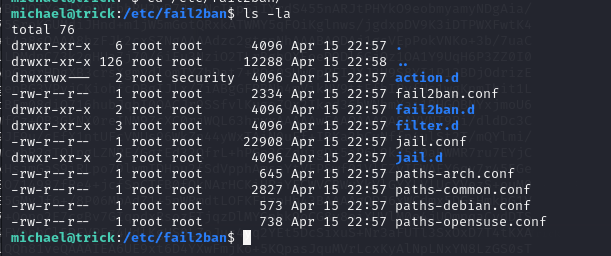 michael@trick:/etc/fail2ban$ ls -la
total 76
drwxr-xr-x 6 root root 4096 Apr 15 22:57 .
drwxr-xr-x 126 root root 12288 Apr 15 22:58 ..
drwxrwx--- 2 root security 4096 Apr 15 22:57 action.d
-rw-r--r-- 1 root root 2334 Apr 15 22:57 fail2ban.conf
drwxr-xr-x 2 root root 4096 Apr 15 22:57 fail2ban.d
drwxr-xr-x 3 root root 4096 Apr 15 22:57 filter.d
-rw-r--r-- 1 root root 22908 Apr 15 22:57 jail.conf
drwxr-xr-x 2 root root 4096 Apr 15 22:57 jail.d
-rw-r--r-- 1 root root 645 Apr 15 22:57 paths-arch.conf
-rw-r--r-- 1 root root 2827 Apr 15 22:57 paths-common.conf
-rw-r--r-- 1 root root 573 Apr 15 22:57 paths-debian.conf
-rw-r--r-- 1 root root 738 Apr 15 22:57 paths-opensuse.conf
michael@trick:/etc/fail2ban$